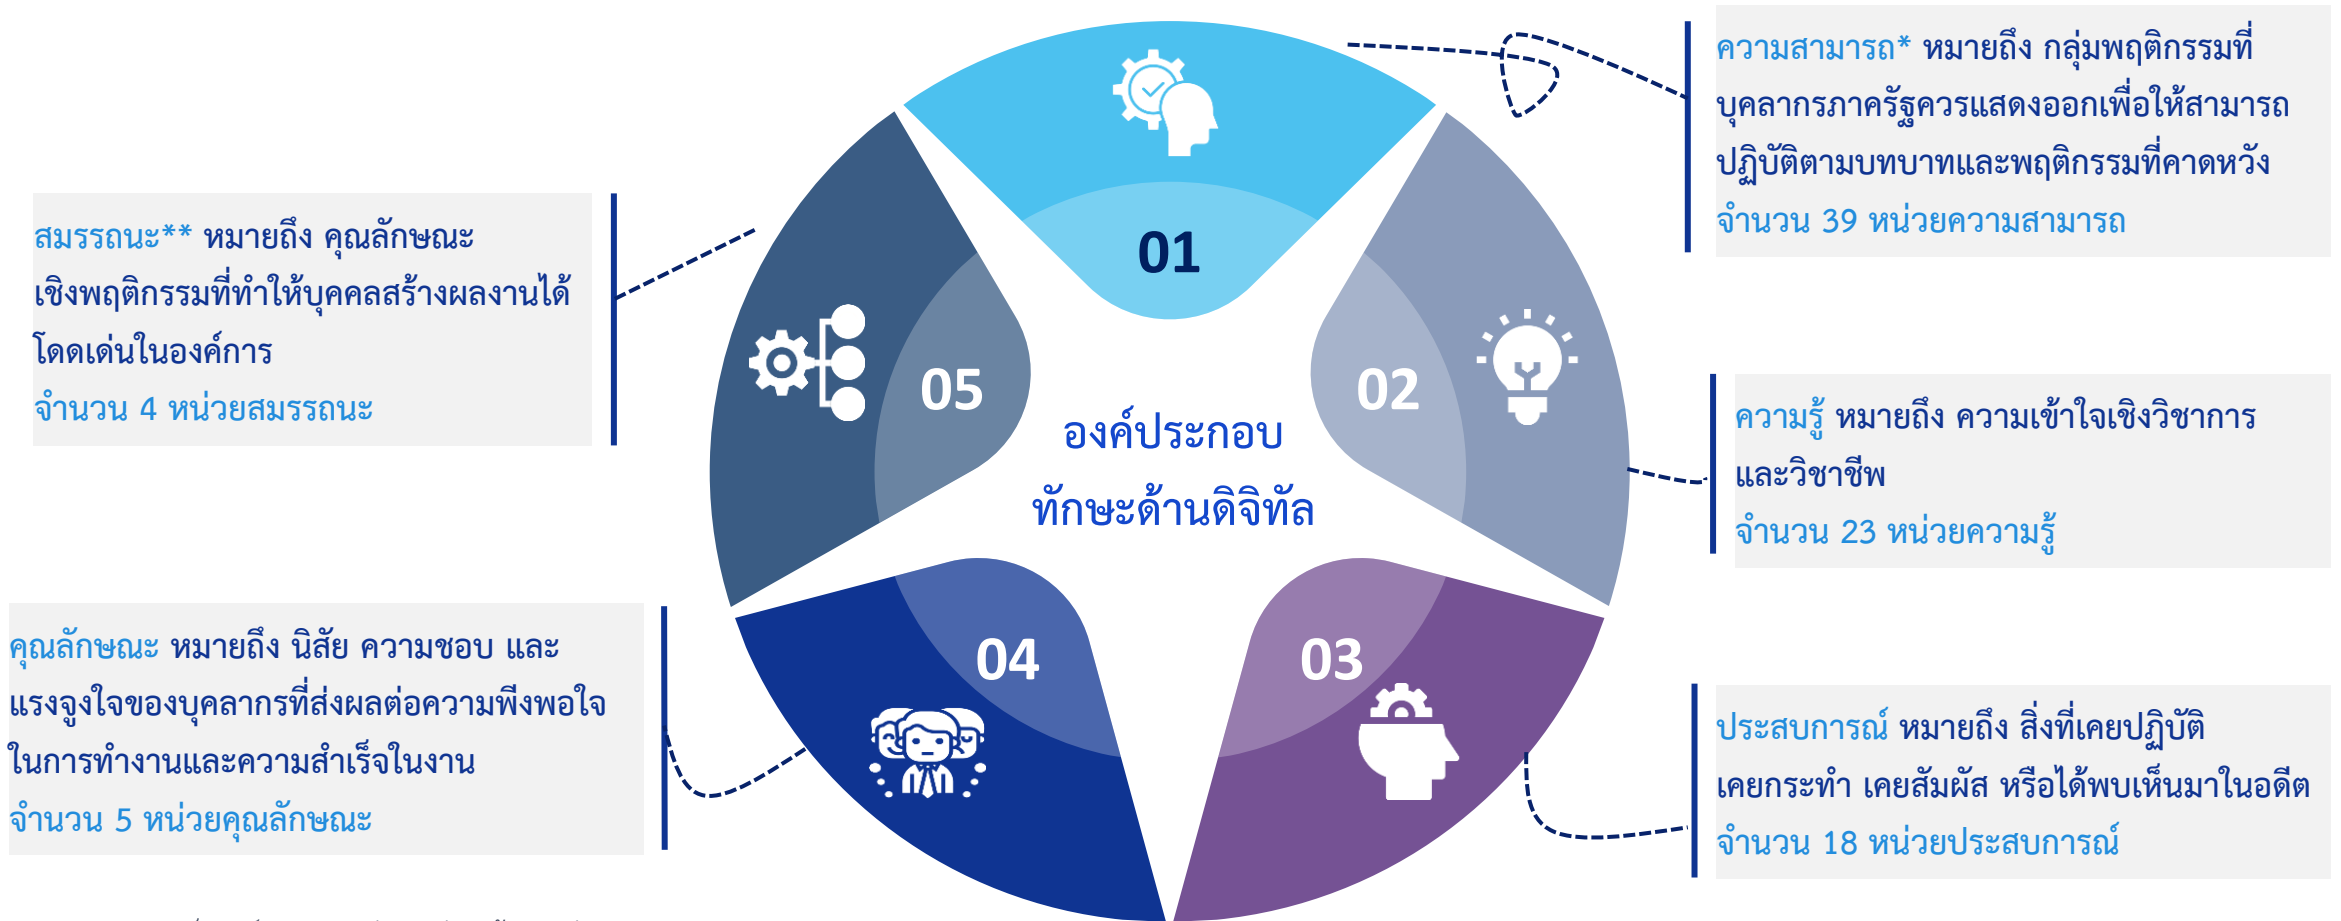 ความสามารถ* หมายถึง กลุ่มพฤติกรรมที่
บุคลากรภาครัฐควรแสดงออกเพื่อให้สามารถ
ปฏิบัติตามบทบาทและพฤติกรรมที่คาดหวัง
จำนวน 39 หน่วยความสามารถ
01
สมรรถนะ** หมายถึง คุณลักษณะ
เชิงพฤติกรรมที่ทำให้บุคคลสร้างผลงานได้
โดดเด่นในองค์การ
จำนวน 4 หน่วยสมรรถนะ
05
02
องค์ประกอบ
ทักษะด้านดิจิทัล
ความรู้ หมายถึง ความเข้าใจเชิงวิชาการ
และวิชาชีพ
จำนวน 23 หน่วยความรู้
คุณลักษณะ หมายถึง นิสัย ความชอบ และ
แรงจูงใจของบุคลากรที่ส่งผลต่อความพึงพอใจ
ในการทำงานและความสำเร็จในงาน
จำนวน 5 หน่วยคุณลักษณะ
04
03
ประสบการณ์ หมายถึง สิ่งที่เคยปฏิบัติ
เคยกระทำ เคยสัมผัส หรือได้พบเห็นมาในอดีต
จำนวน 18 หน่วยประสบการณ์